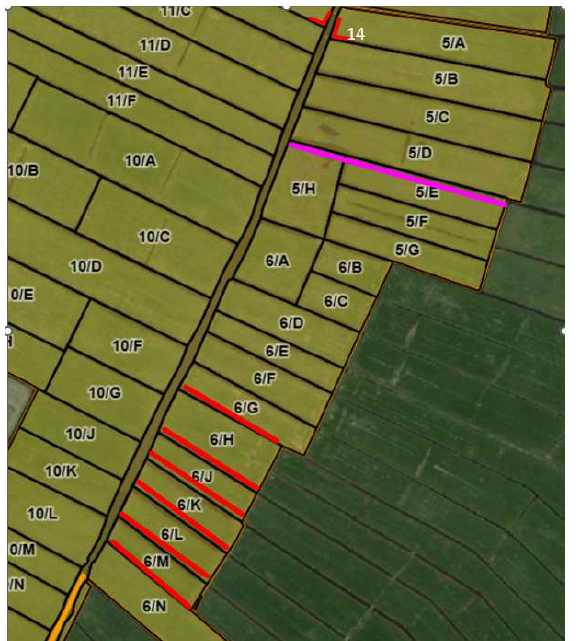 11/C
14
5/A
11/D
5/B
11/E
11/F
5/C
5/D
10/A
10/B
5/H
5/E
5/F
10/C
5/G
6/A
6/B
10/D
0/E
6/C
6/D
10/F
6/E
6/F
10/G
6/G
10/J
6/H
10/K
6/J
6/K
10/L
6/L
0/M
6/M
/N
6/N